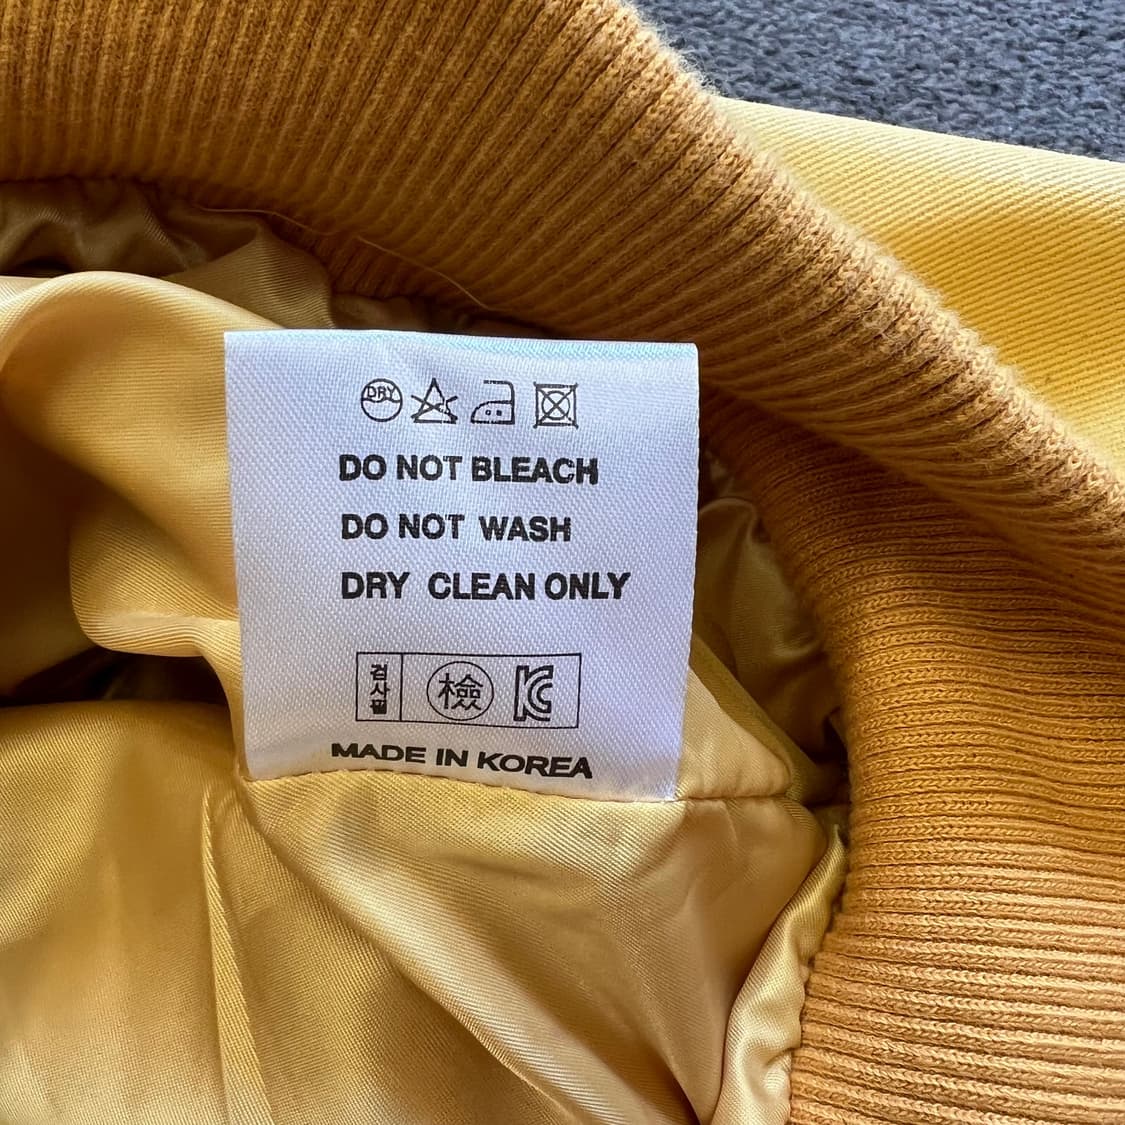 DRY
DO NOT BLEACH
DO NOT WASH
DRY CLEAN ONLY
검사필 檢 KC
MADE IN KOREA